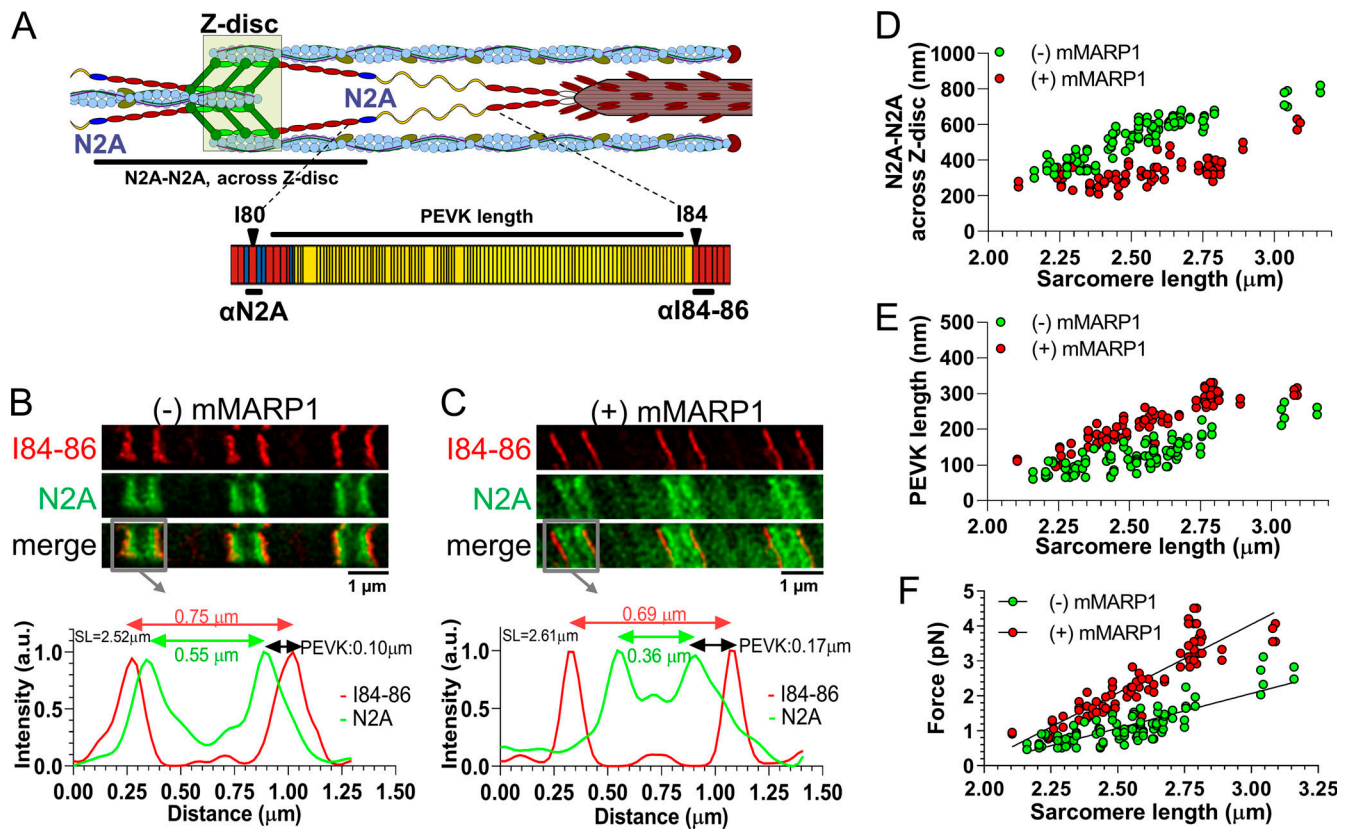 A
Z-disc
N2A
N2A
N2A-N2A, across Z-disc
I80
PEVK length
I84
αN2A
αI84-86
B
(-) mMARP1
I84-86
N2A
merge
1 µm
0.75 µm
SL=2.52µm
0.55 µm
PEVK:0.10µm
I84-86
N2A
Intensity (a.u.)
1.0
0.5
0.0
0.00 0.25 0.50 0.75 1.00 1.25 1.50
Distance (µm)
C
(+) mMARP1
I84-86
N2A
merge
1 µm
0.69 µm
SL=2.61µm
0.36 µm
PEVK:0.17µm
I84-86
N2A
Intensity (a.u.)
1.0
0.5
0.0
0.00 0.25 0.50 0.75 1.00 1.25 1.50
Distance (µm)
D
(-) mMARP1
(+) mMARP1
N2A-N2A
across Z-disc (nm)
1000
800
600
400
200
0
2.00 2.25 2.50 2.75 3.00
Sarcomere length (µm)
E
(-) mMARP1
(+) mMARP1
PEVK length (nm)
500
400
300
200
100
0
2.00 2.25 2.50 2.75 3.00
Sarcomere length (µm)
F
(-) mMARP1
(+) mMARP1
Force (pN)
5
4
3
2
1
0
2.00 2.25 2.50 2.75 3.00 3.25
Sarcomere length (µm)